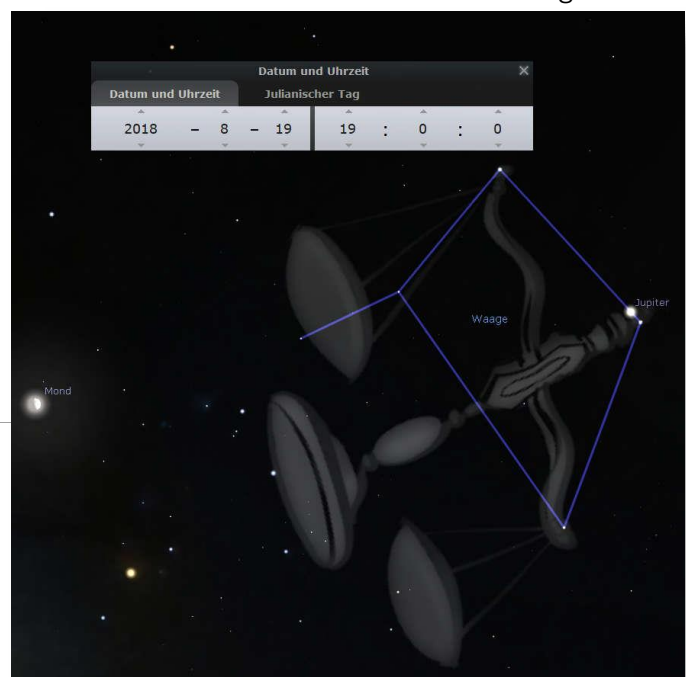 Datum und Uhrzeit ×
Datum und Uhrzeit Julianischer Tag
2018 – 8 – 19 19 : 0 : 0
Jupiter
Waage
Mond